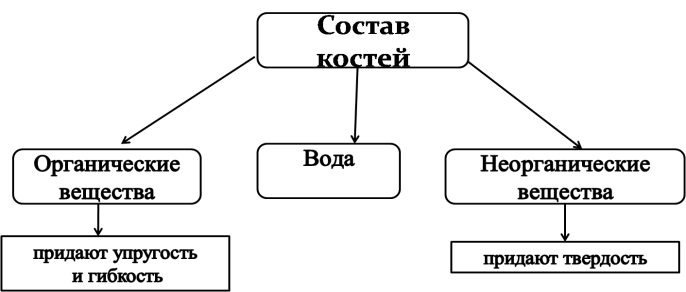 Состав
костей
Органические
вещества
Вода
Неорганические
вещества
придают упругость
и гибкость
придают твердость